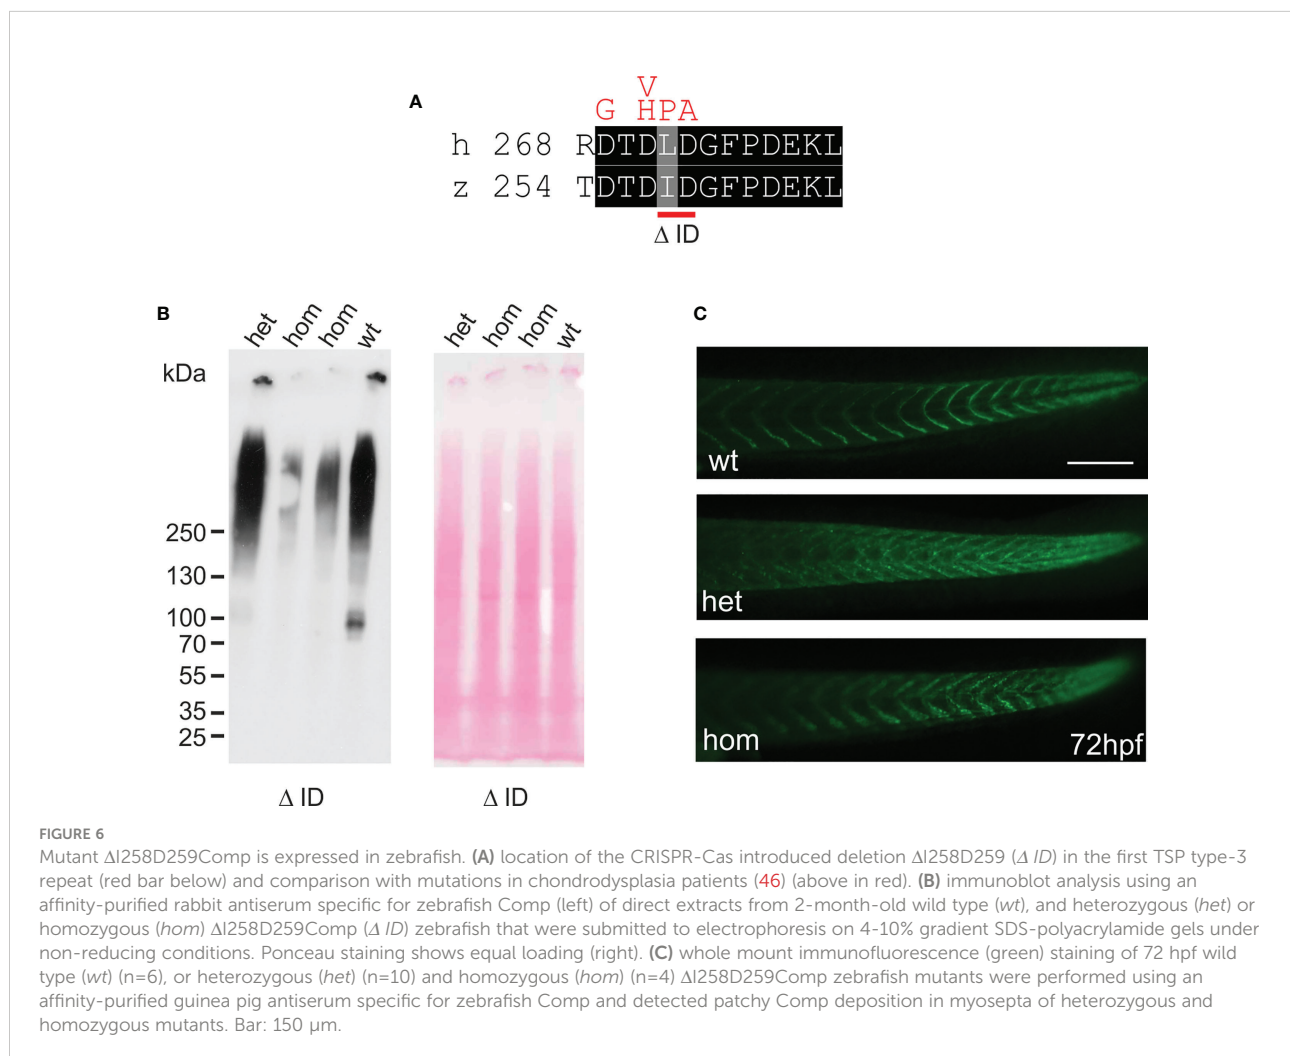 A
V
G HPA
h 268 RDTDLDGFPDEKL
z 254 TDTDIDGFPDEKL
Δ ID
B
het hom hom wt
het hom hom wt
kDa
250
130
100
70
55
35
25
Δ ID
Δ ID
C
wt
het
hom
72hpf
FIGURE 6
Mutant ΔI258D259Comp is expressed in zebrafish. (A) location of the CRISPR-Cas introduced deletion ΔI258D259 (Δ ID) in the first TSP type-3
repeat (red bar below) and comparison with mutations in chondrodysplasia patients (46) (above in red). (B) immunoblot analysis using an
affinity-purified rabbit antiserum specific for zebrafish Comp (left) of direct extracts from 2-month-old wild type (wt), and heterozygous (het) or
homozygous (hom) ΔI258D259Comp (Δ ID) zebrafish that were submitted to electrophoresis on 4-10% gradient SDS-polyacrylamide gels under
non-reducing conditions. Ponceau staining shows equal loading (right). (C) whole mount immunofluorescence (green) staining of 72 hpf wild
type (wt) (n=6), or heterozygous (het) (n=10) and homozygous (hom) (n=4) ΔI258D259Comp zebrafish mutants were performed using an
affinity-purified guinea pig antiserum specific for zebrafish Comp and detected patchy Comp deposition in myosepta of heterozygous and
homozygous mutants. Bar: 150 μm.